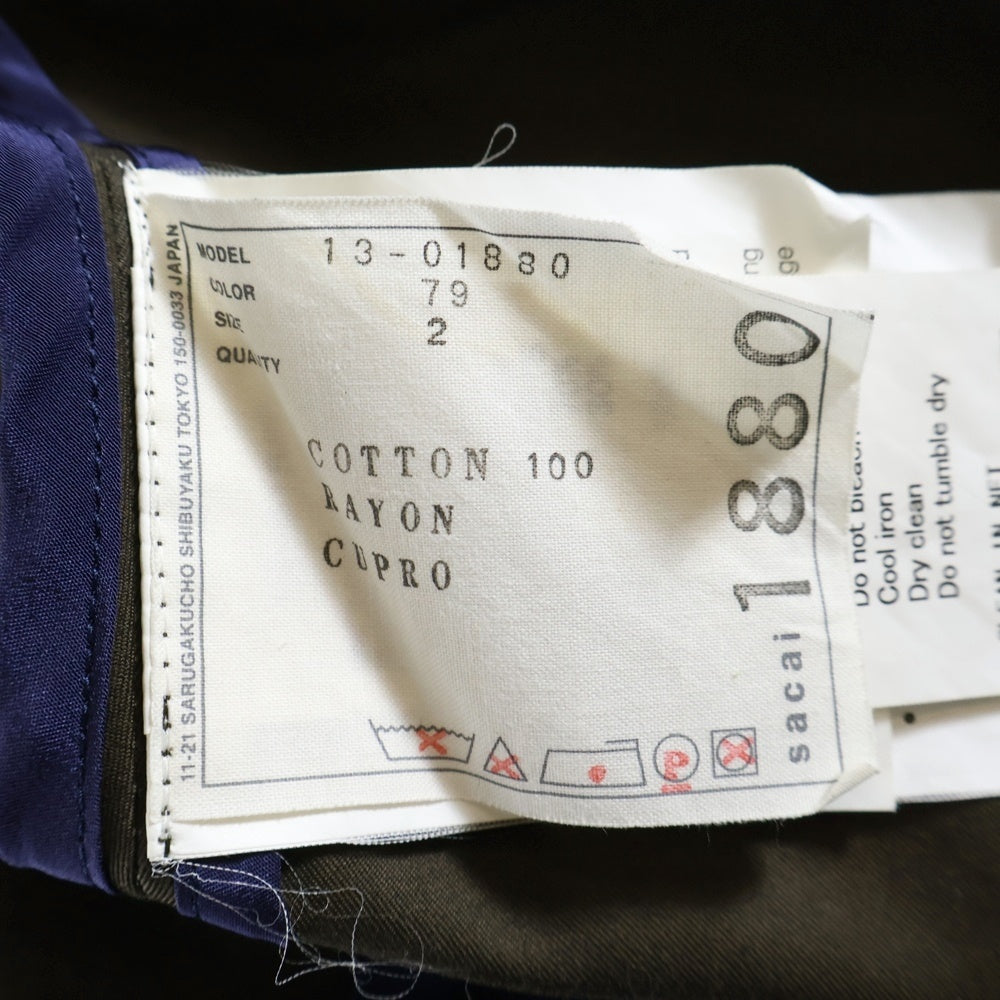 MODEL 13-01880
COLOR 79
SIZE 2
QUALITY
COTTON 100
RAYON
CUPRO
11-21 SARUGAKUCHO SHIBUYAKU TOKYO 150-0033 JAPAN
sacai 1880
P
Do not bleach
Cool iron
Dry clean
Do not tumble dry